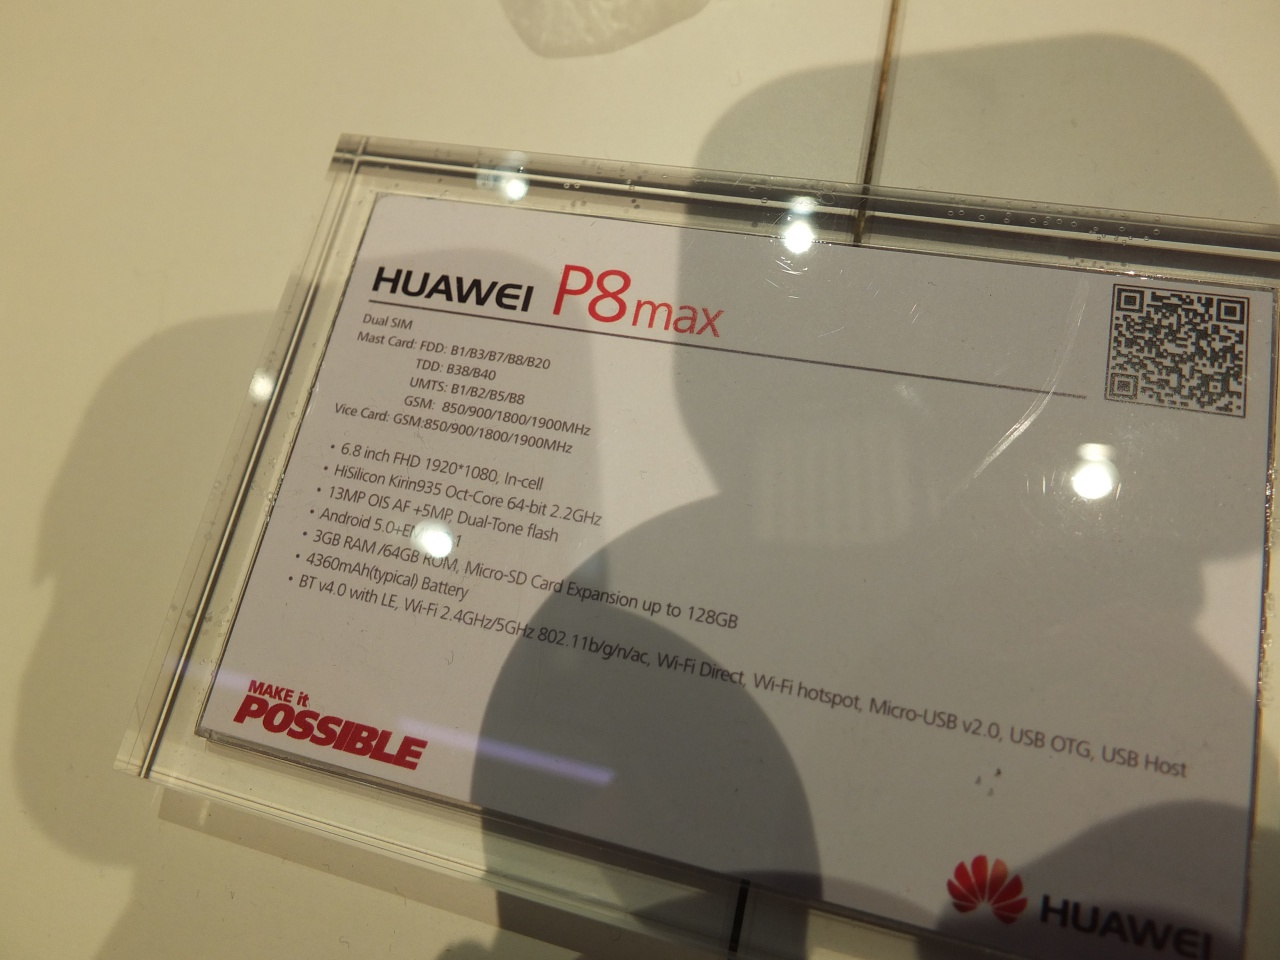 HUAWEI P8max
Dual SIM
Mast Card: FDD: B1/B3/B7/B8/B20
TDD: B38/B40
UMTS: B1/B2/B5/B8
GSM: 850/900/1800/1900MHz
Vice Card: GSM:850/900/1800/1900MHz
• 6.8 inch FHD 1920*1080, In-cell
• HiSilicon Kirin935 Oct-Core 64-bit 2.2GHz
• 13MP OIS AF +5MP, Dual-Tone flash
• Android
• 3GB RAM /64GB ROM, Micro-SD Card Expansion up to 128GB
• 4360mAh(typical) Battery
• BT v4.0 with LE, Wi-Fi 2.4GHz/5GHz 802.11b/g/n/ac, Wi-Fi Direct, Wi-Fi hotspot, Micro-USB v2.0, USB OTG, USB Host
MAKE it
POSSIBLE
HUAWEI